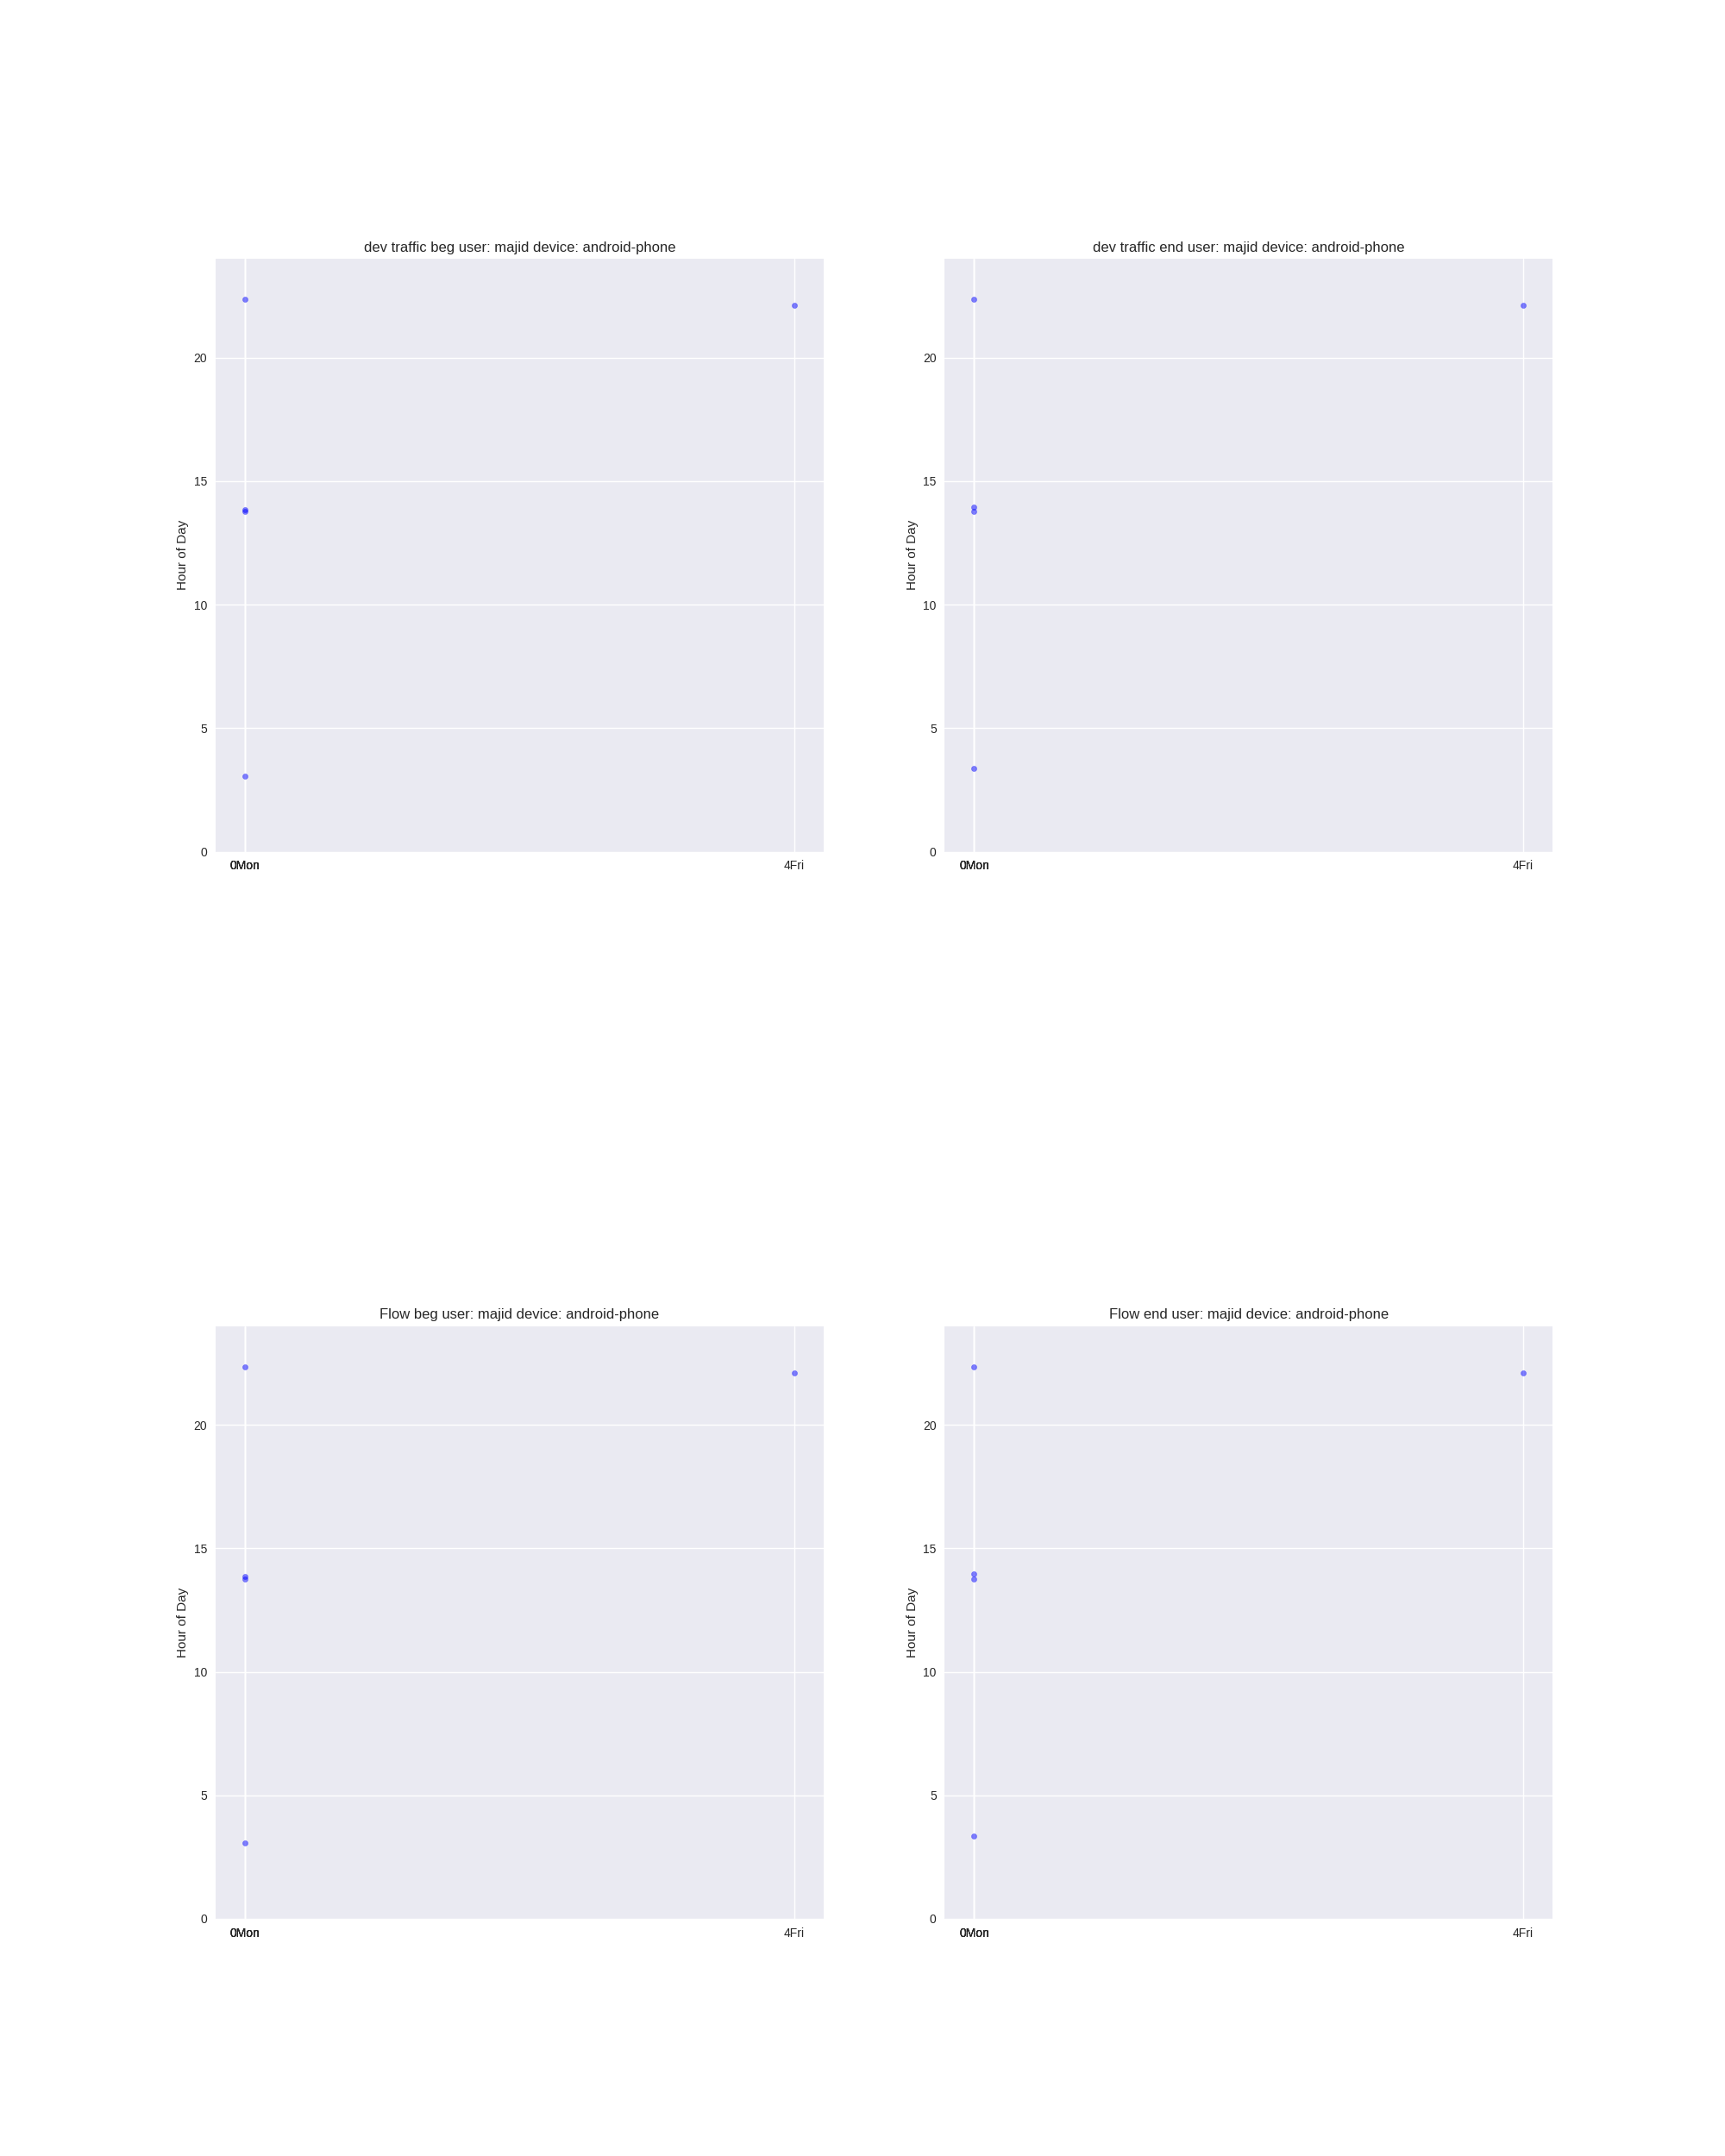 dev traffic beg user: majid device: android-phone
Hour of Day
20
15
10
5
0
0Mon
4Fri
dev traffic end user: majid device: android-phone
Hour of Day
20
15
10
5
0
0Mon
4Fri
Flow beg user: majid device: android-phone
Hour of Day
20
15
10
5
0
0Mon
4Fri
Flow end user: majid device: android-phone
Hour of Day
20
15
10
5
0
0Mon
4Fri